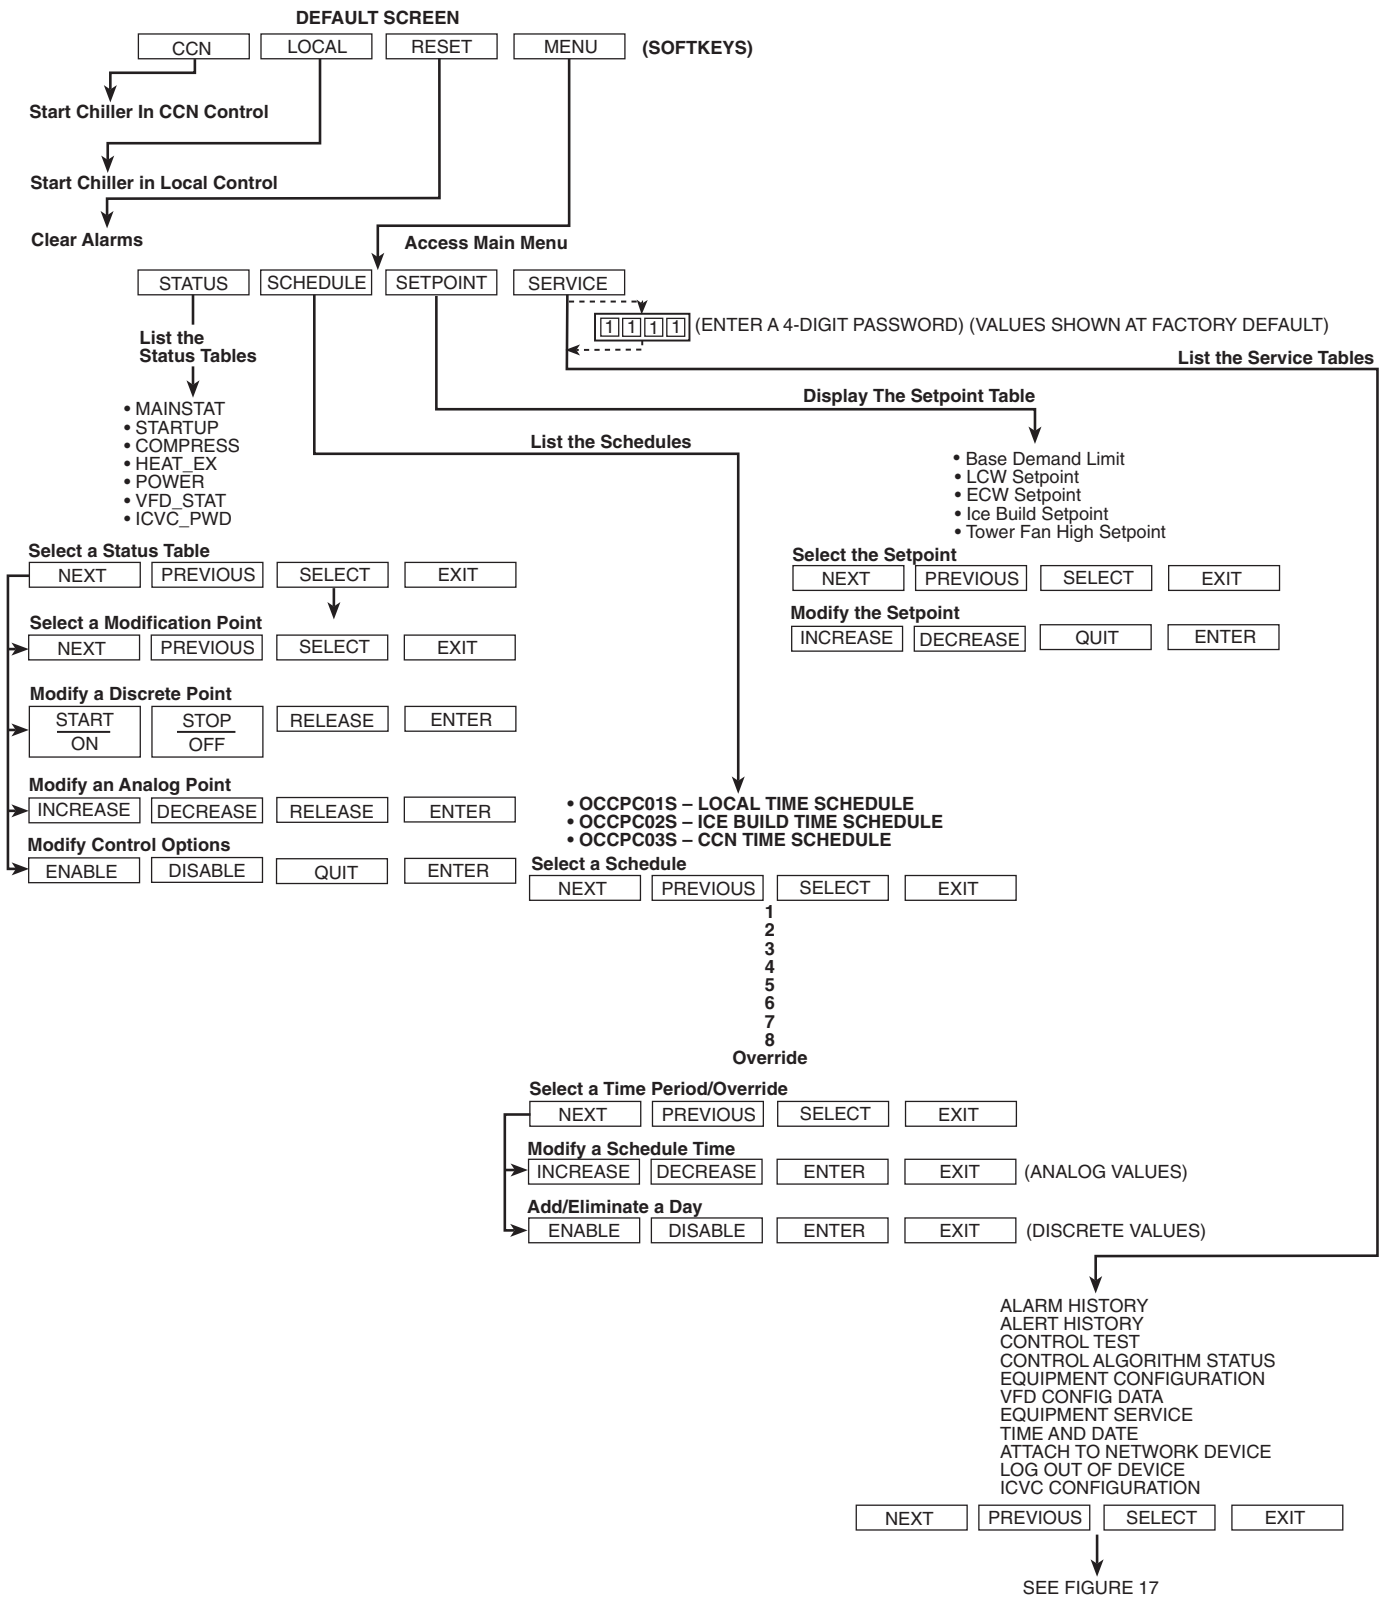 DEFAULT SCREEN
CCN LOCAL RESET MENU (SOFTKEYS)
Start Chiller In CCN Control
Start Chiller in Local Control
Clear Alarms
Access Main Menu
STATUS SCHEDULE SETPOINT SERVICE
1 1 1 1 (ENTER A 4-DIGIT PASSWORD) (VALUES SHOWN AT FACTORY DEFAULT)
List the
Status Tables
• MAINSTAT
• STARTUP
• COMPRESS
• HEAT_EX
• POWER
• VFD_STAT
• ICVC_PWD
List the Service Tables
Display The Setpoint Table
List the Schedules
• Base Demand Limit
• LCW Setpoint
• ECW Setpoint
• Ice Build Setpoint
• Tower Fan High Setpoint
Select the Setpoint
NEXT PREVIOUS SELECT EXIT
Modify the Setpoint
INCREASE DECREASE QUIT ENTER
Select a Status Table
NEXT PREVIOUS SELECT EXIT
Select a Modification Point
NEXT PREVIOUS SELECT EXIT
Modify a Discrete Point
START STOP RELEASE ENTER
ON OFF
Modify an Analog Point
INCREASE DECREASE RELEASE ENTER
Modify Control Options
ENABLE DISABLE QUIT ENTER
• OCCPC01S – LOCAL TIME SCHEDULE
• OCCPC02S – ICE BUILD TIME SCHEDULE
• OCCPC03S – CCN TIME SCHEDULE
Select a Schedule
NEXT PREVIOUS SELECT EXIT
1
2
3
4
5
6
7
8
Override
Select a Time Period/Override
NEXT PREVIOUS SELECT EXIT
Modify a Schedule Time
INCREASE DECREASE ENTER EXIT (ANALOG VALUES)
Add/Eliminate a Day
ENABLE DISABLE ENTER EXIT (DISCRETE VALUES)
ALARM HISTORY
ALERT HISTORY
CONTROL TEST
CONTROL ALGORITHM STATUS
EQUIPMENT CONFIGURATION
VFD CONFIG DATA
EQUIPMENT SERVICE
TIME AND DATE
ATTACH TO NETWORK DEVICE
LOG OUT OF DEVICE
ICVC CONFIGURATION
NEXT PREVIOUS SELECT EXIT
SEE FIGURE 17